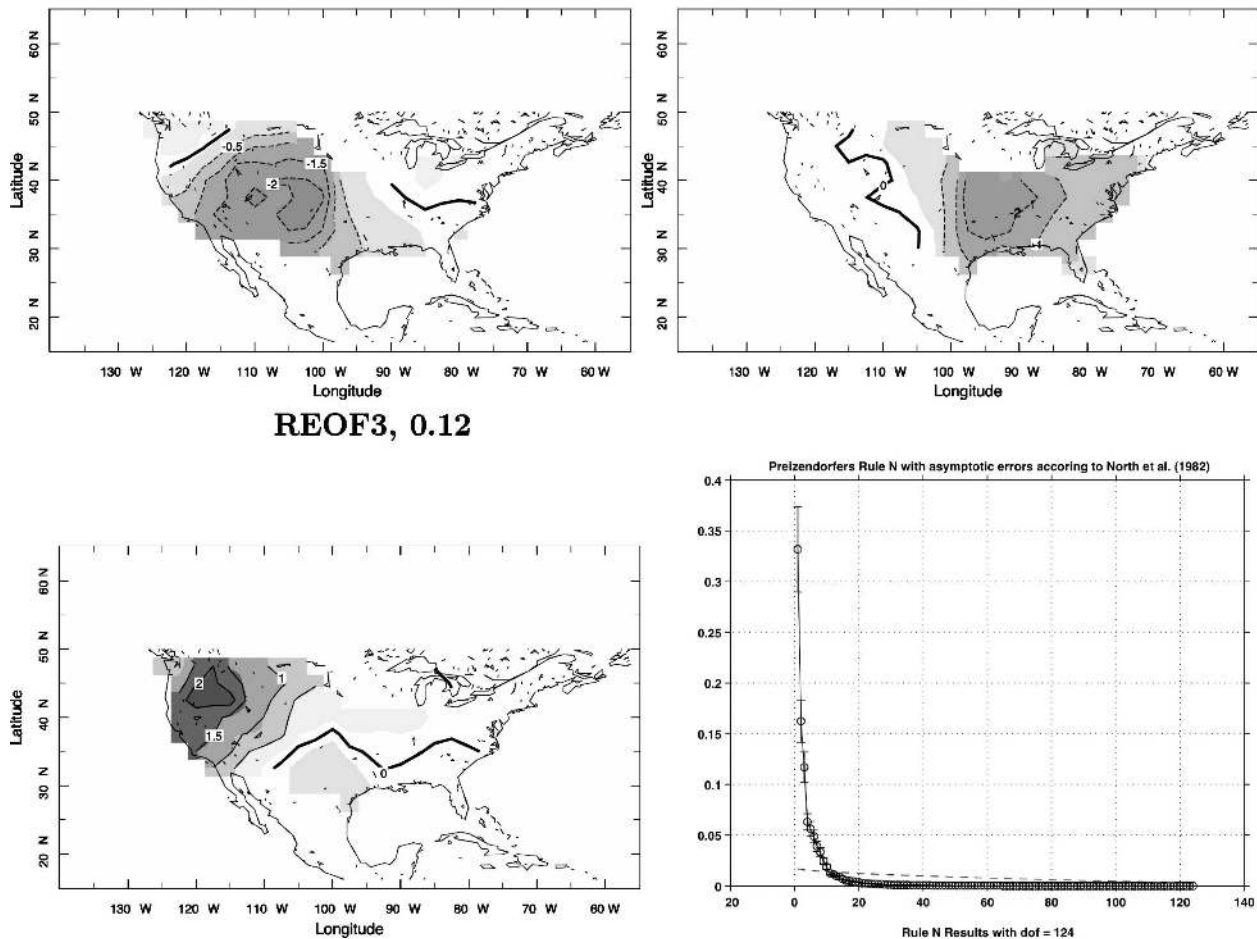 60 N
50 N
40 N
30 N
20 N
Latitude
-0.5
-1.5
-2
130 W 120 W 110 W 100 W 90 W 80 W 70 W 60 W
Longitude
60 N
50 N
40 N
30 N
20 N
Latitude
0
-2
-1
130 W 120 W 110 W 100 W 90 W 80 W 70 W 60 W
Longitude
REOF3, 0.12
60 N
50 N
40 N
30 N
20 N
Latitude
2
1
1.5
0
130 W 120 W 110 W 100 W 90 W 80 W 70 W 60 W
Longitude
Preizendorfers Rule N with asymptotic errors accoring to North et al. (1982)
0.4
0.35
0.3
0.25
0.2
0.15
0.1
0.05
0
20 0 20 40 60 80 100 120 140
Rule N Results with dof = 124